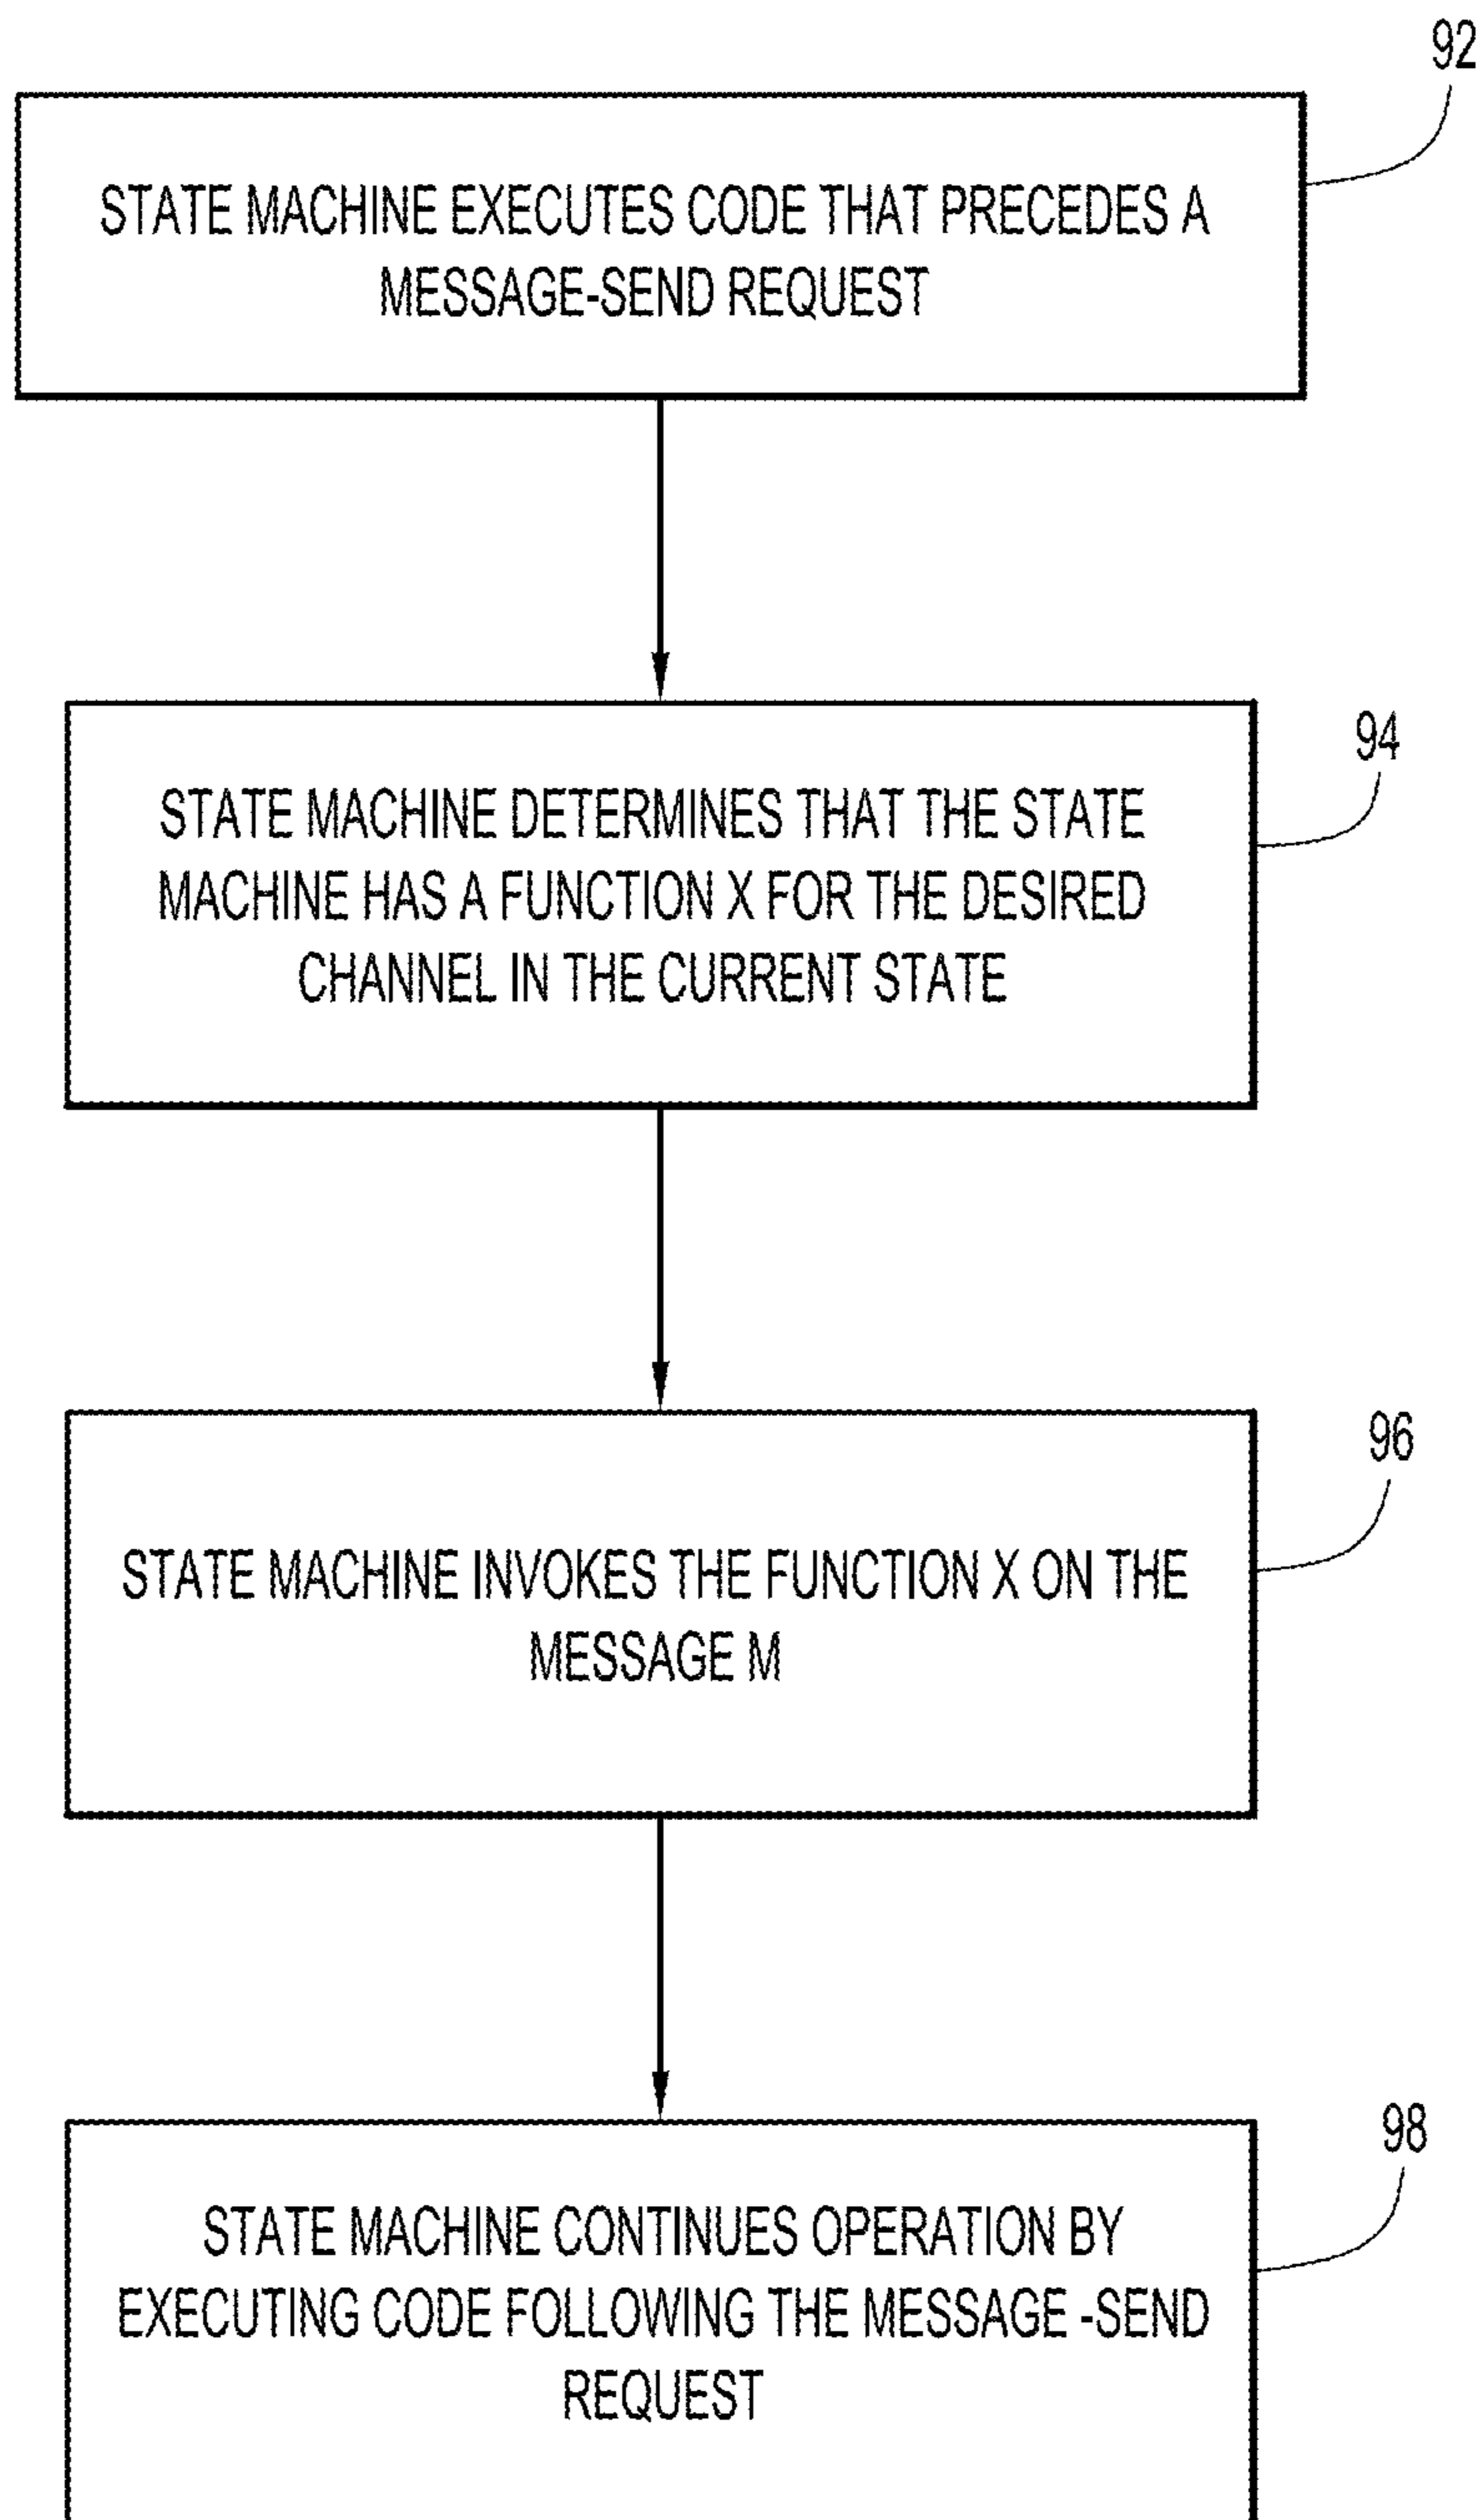 92
STATE MACHINE EXECUTES CODE THAT PRECEDES A
MESSAGE-SEND REQUEST
94
STATE MACHINE DETERMINES THAT THE STATE
MACHINE HAS A FUNCTION X FOR THE DESIRED
CHANNEL IN THE CURRENT STATE
96
STATE MACHINE INVOKES THE FUNCTION X ON THE
MESSAGE M
98
STATE MACHINE CONTINUES OPERATION BY
EXECUTING CODE FOLLOWING THE MESSAGE -SEND
REQUEST